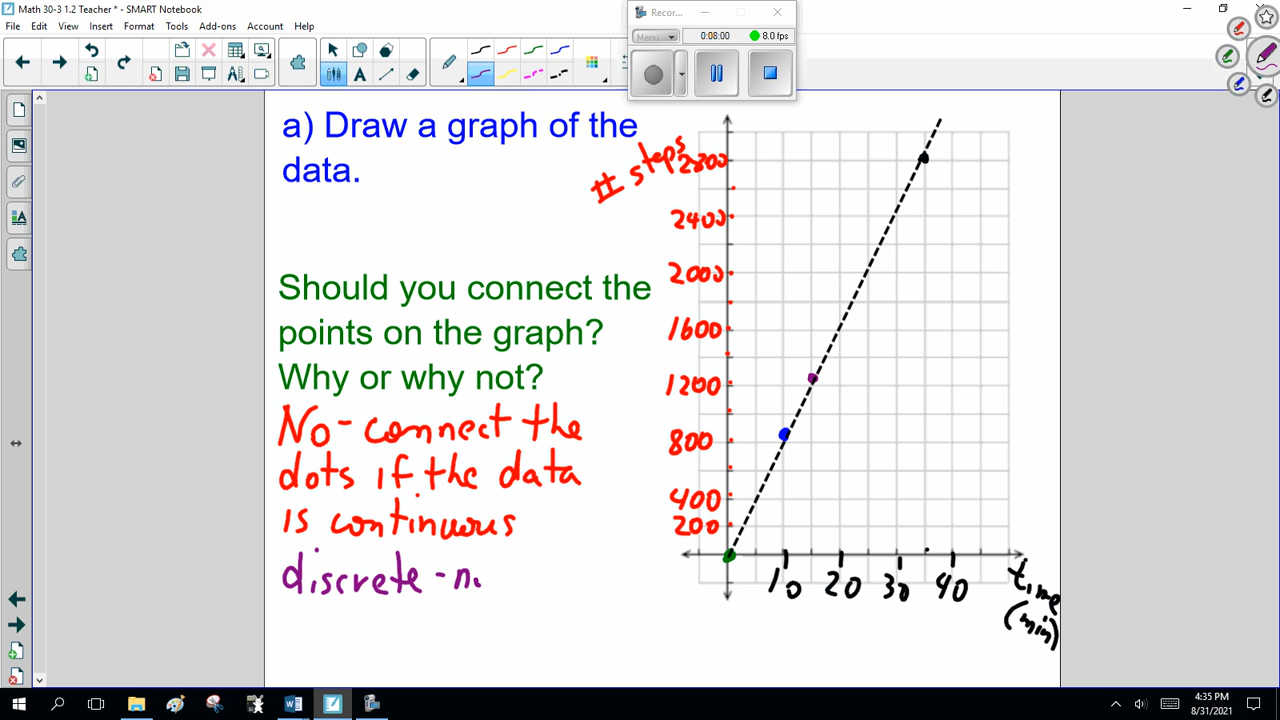 Math 30-3 1.2 Teacher * - SMART Notebook
File Edit View Insert Format Tools Add-ons Account Help
Recor...
Menu
0:08:00
8.0 fps
a) Draw a graph of the
data.
# steps
2800
2400
2000
1600
1200
800
400
200
10 20 30 40
time
(min)
Should you connect the
points on the graph?
Why or why not?
No - connect the
dots if the data
is continuous
discrete - n
4:35 PM
8/31/2021